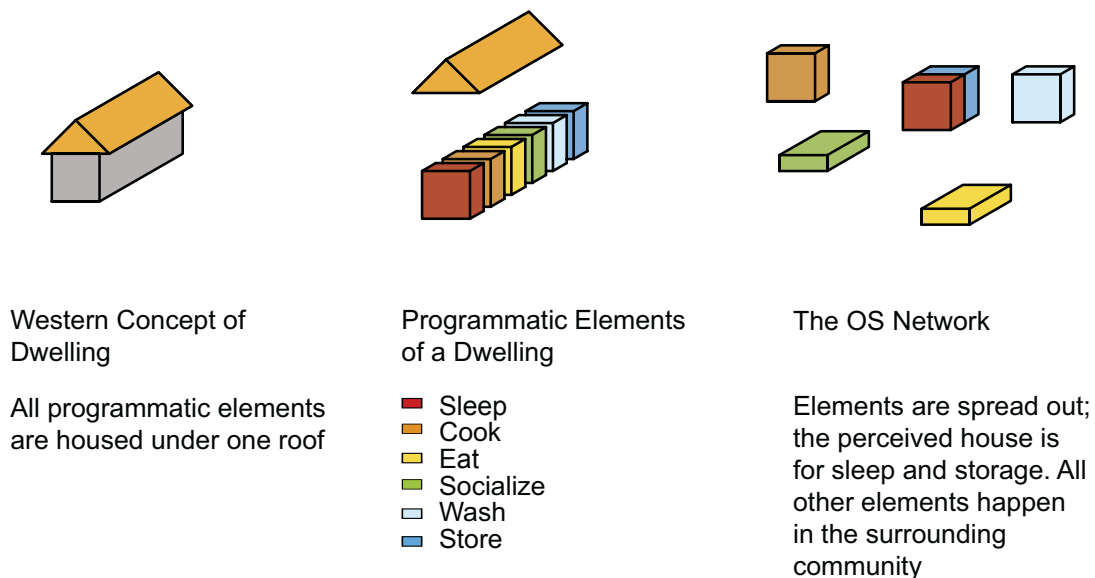 Western Concept of
Dwelling
All programmatic elements
are housed under one roof
Programmatic Elements
of a Dwelling
Sleep
Cook
Eat
Socialize
Wash
Store
The OS Network
Elements are spread out;
the perceived house is
for sleep and storage. All
other elements happen
in the surrounding
community